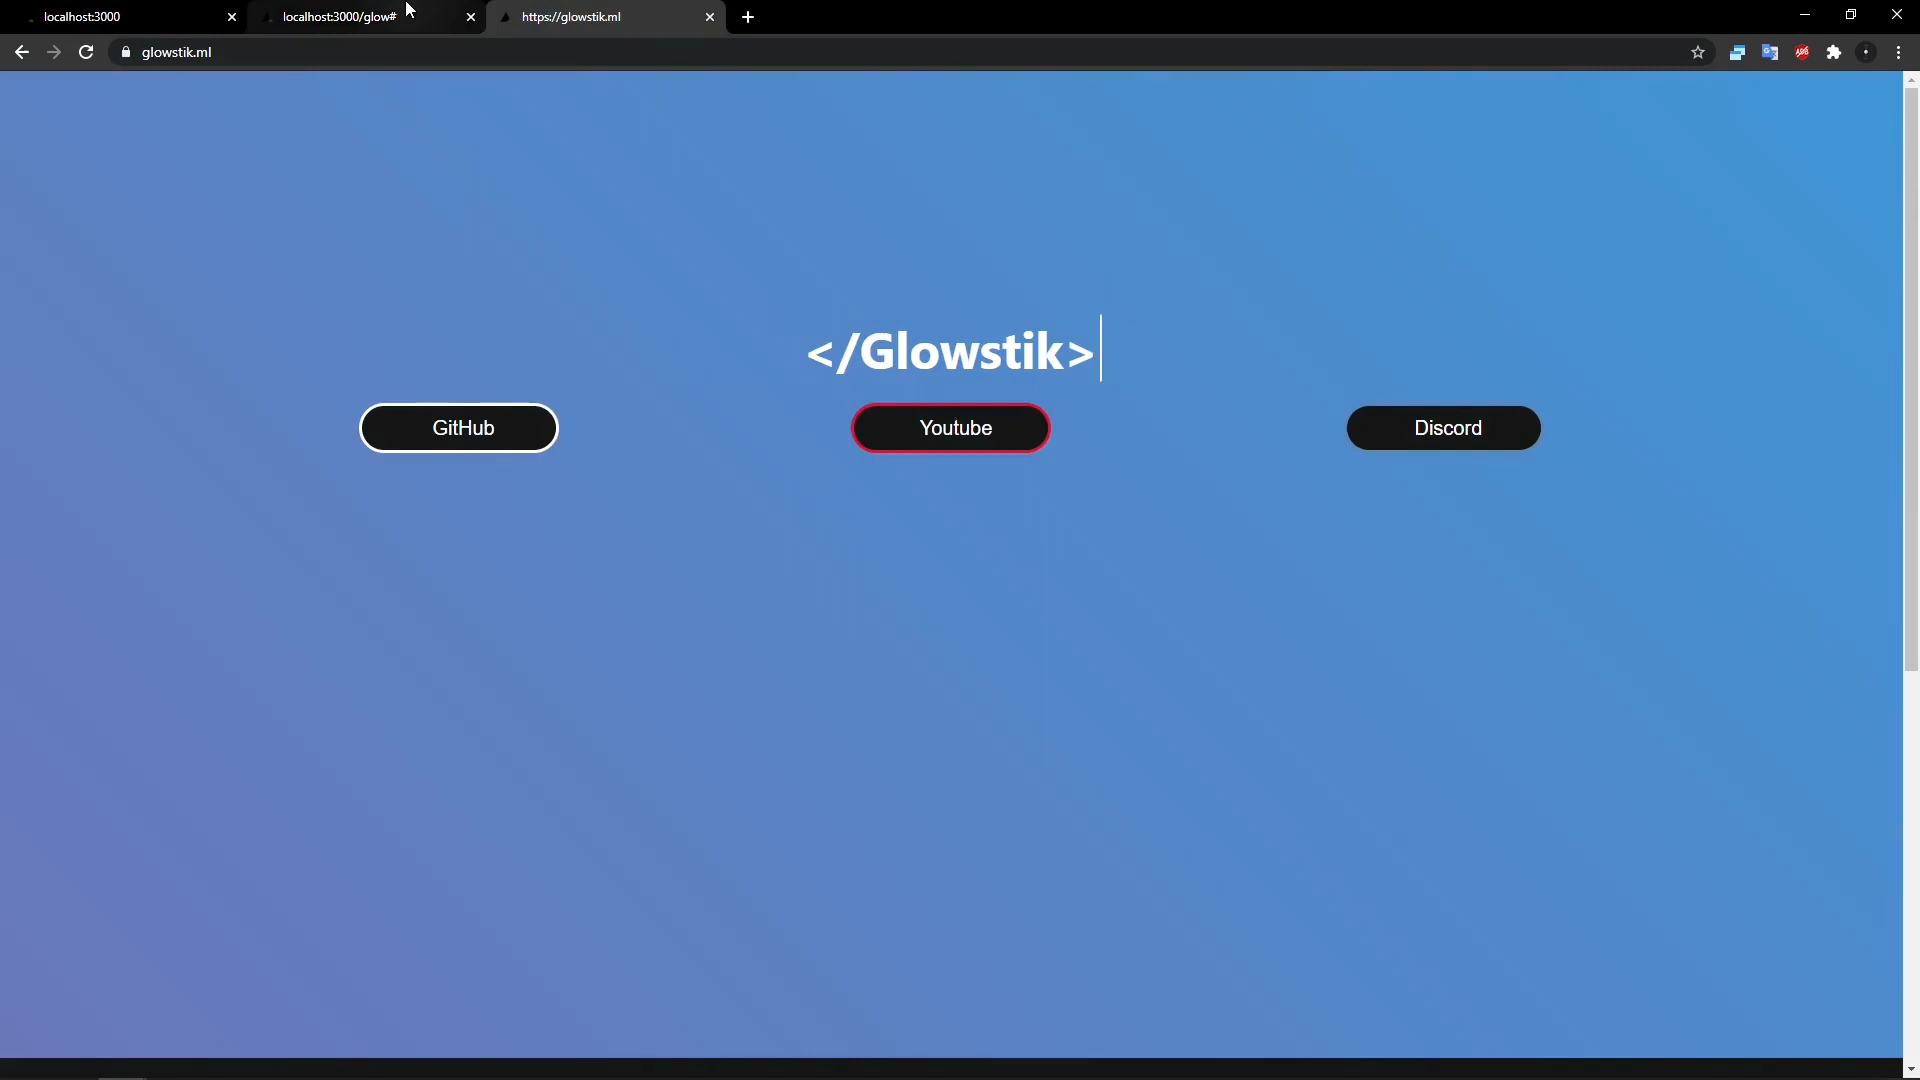 localhost:3000
localhost:3000/glow#
https://glowstik.ml
glowstik.ml
</Glowstik>
GitHub
Youtube
Discord